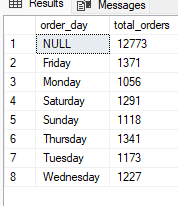 Results Messages
order_day total_orders
1 NULL 12773
2 Friday 1371
3 Monday 1056
4 Saturday 1291
5 Sunday 1118
6 Thursday 1341
7 Tuesday 1173
8 Wednesday 1227